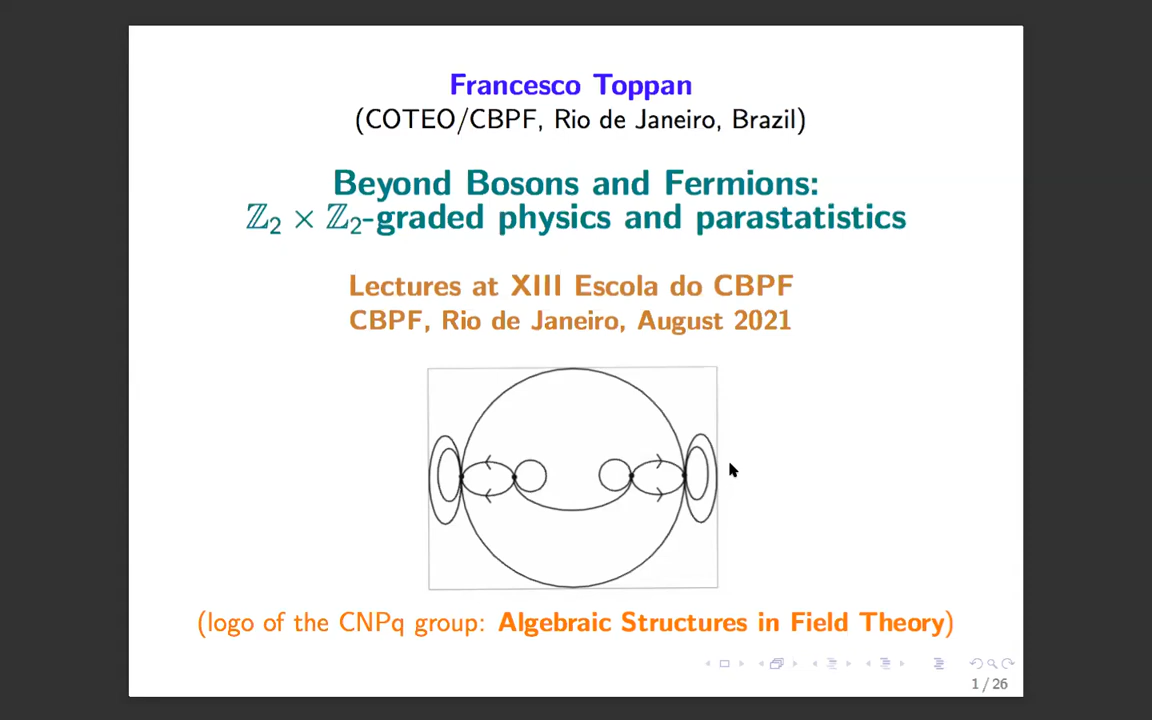 Francesco Toppan
(COTEO/CBPF, Rio de Janeiro, Brazil)
Beyond Bosons and Fermions:
ℤ₂ × ℤ₂-graded physics and parastatistics
Lectures at XIII Escola do CBPF
CBPF, Rio de Janeiro, August 2021
(logo of the CNPq group: Algebraic Structures in Field Theory)
1 / 26